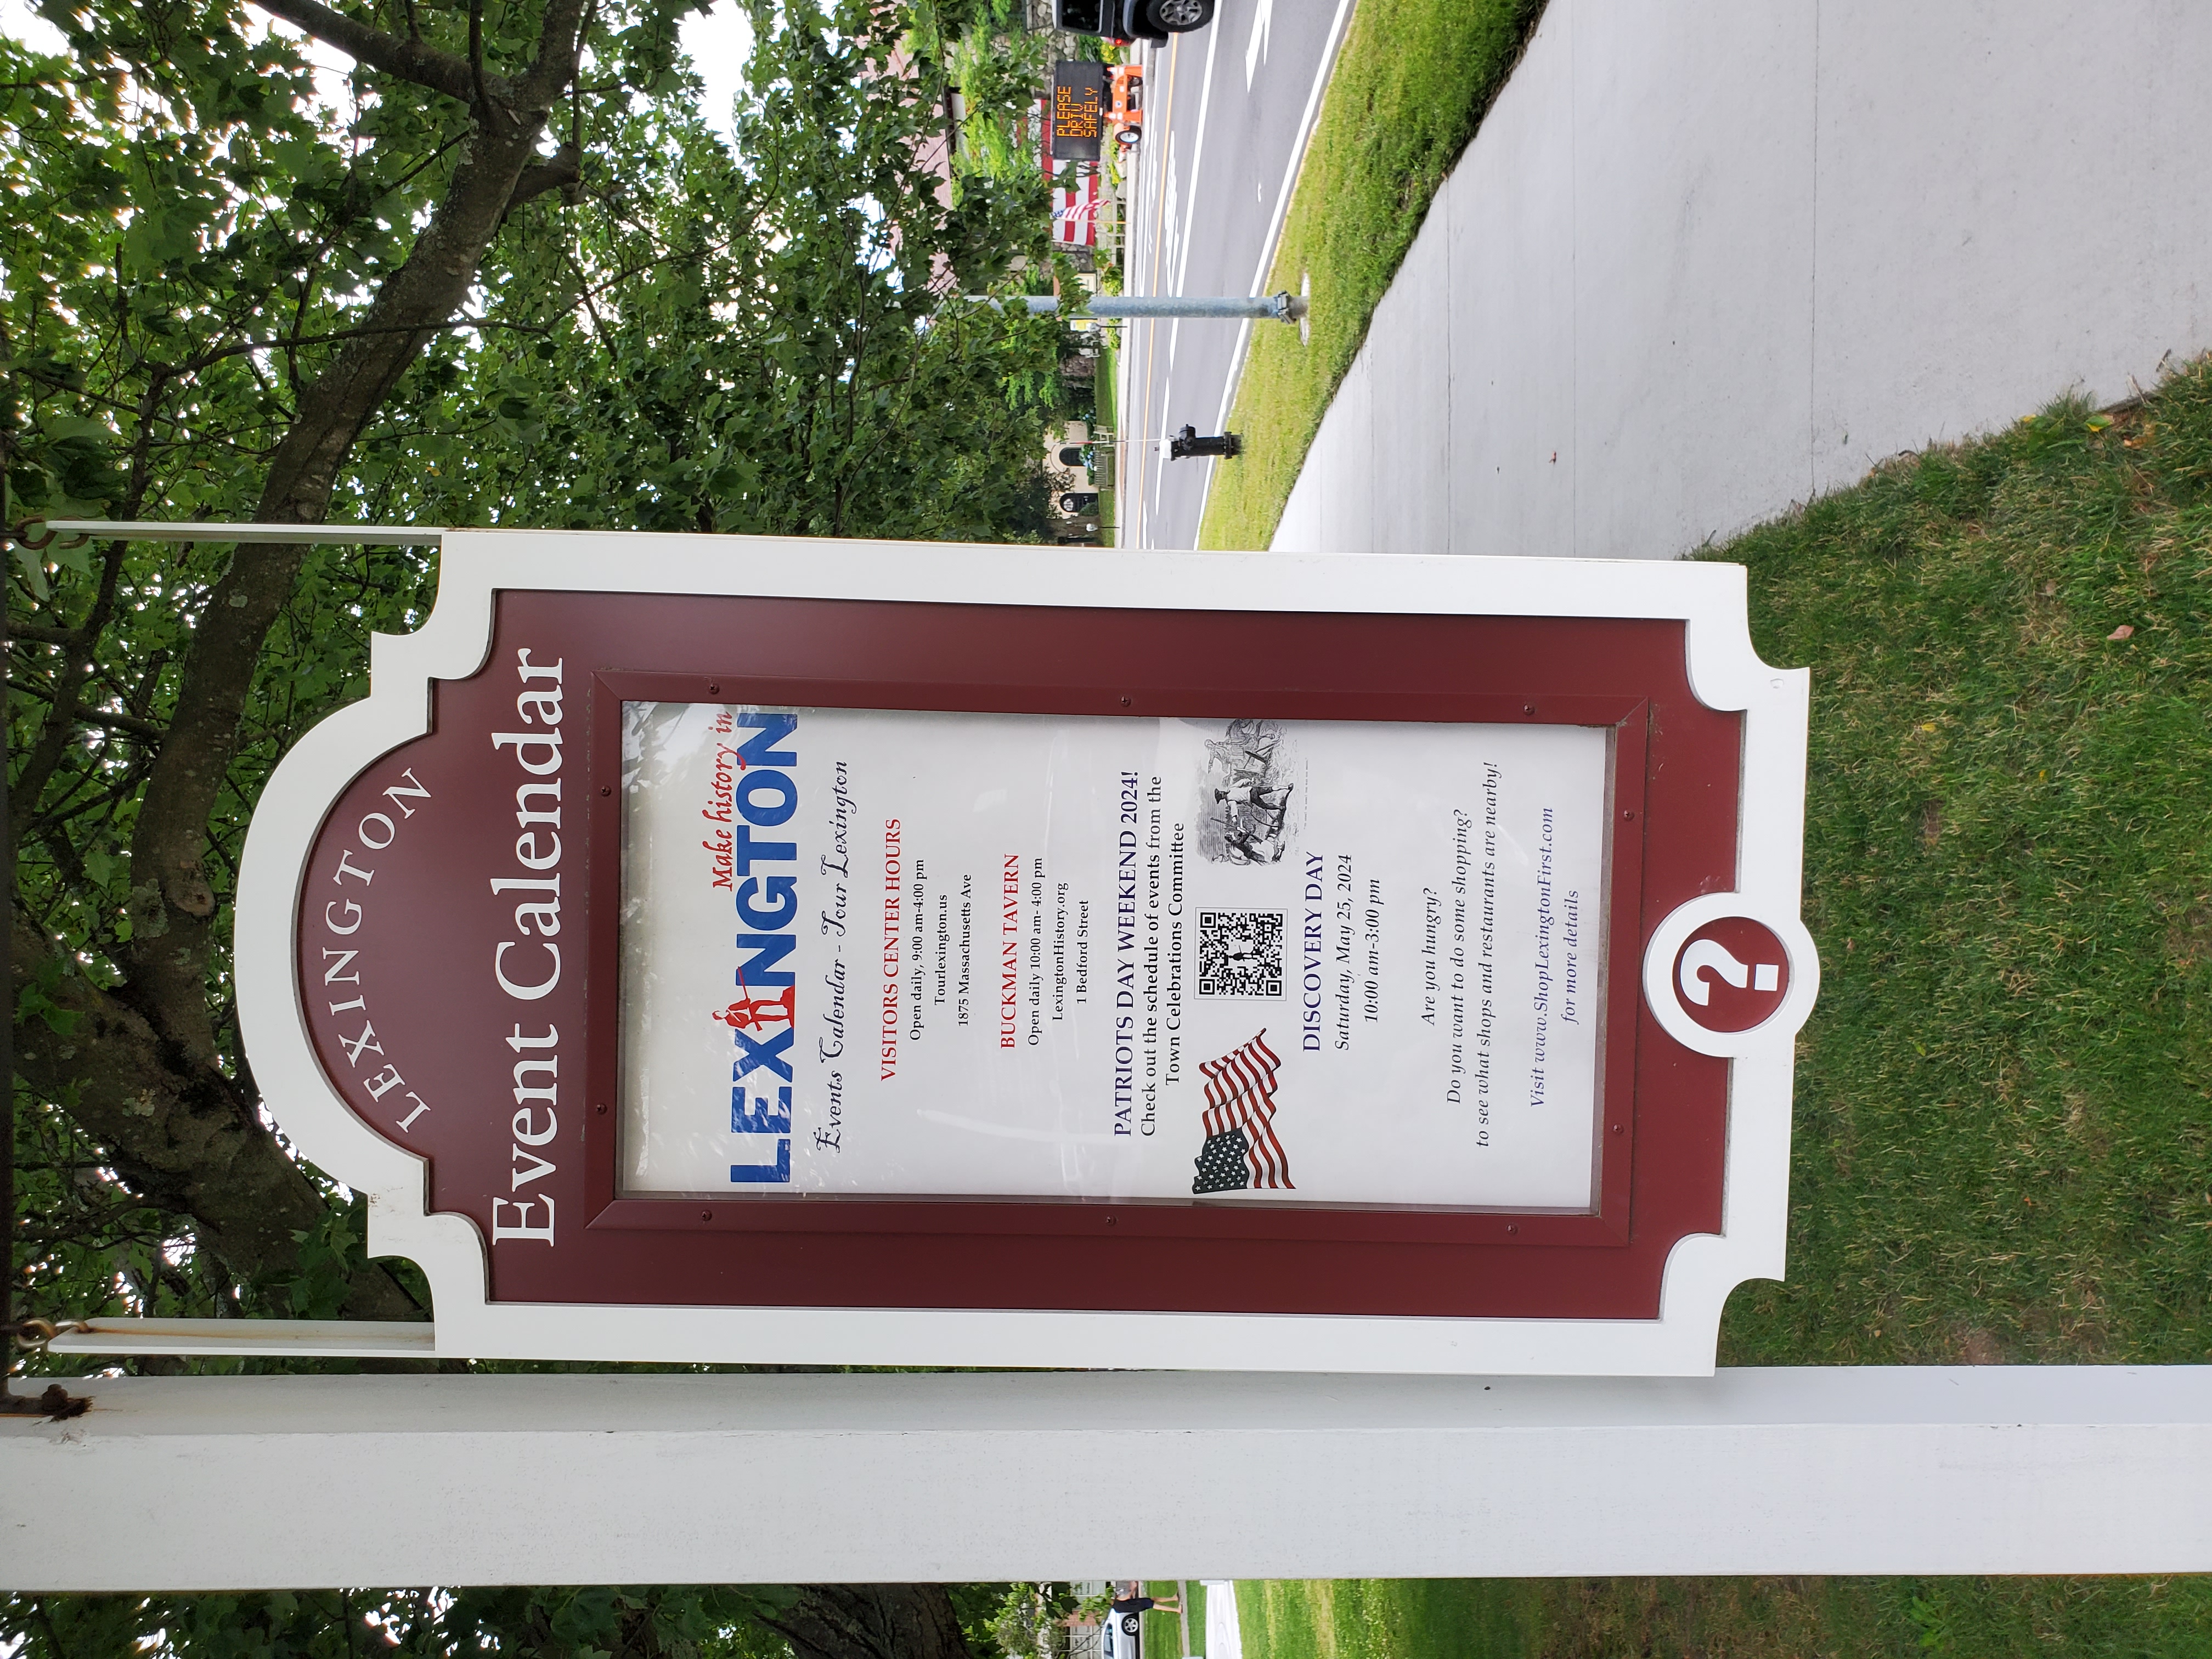 LEXINGTON
Event Calendar
Make history in
LEXINGTON
Events Calendar - Tour Lexington
VISITORS CENTER HOURS
Open daily, 9:00 am-4:00 pm
Tourlexington.us
1875 Massachusetts Ave
BUCKMAN TAVERN
Open daily 10:00 am- 4:00 pm
LexingtonHistory.org
1 Bedford Street
PATRIOTS DAY WEEKEND 2024!
Check out the schedule of events from the
Town Celebrations Committee
DISCOVERY DAY
Saturday, May 25, 2024
10:00 am-3:00 pm
Are you hungry?
Do you want to do some shopping?
to see what shops and restaurants are nearby!
Visit www.ShopLexingtonFirst.com
for more details
?
PLEASE
DRIV
SAFELY